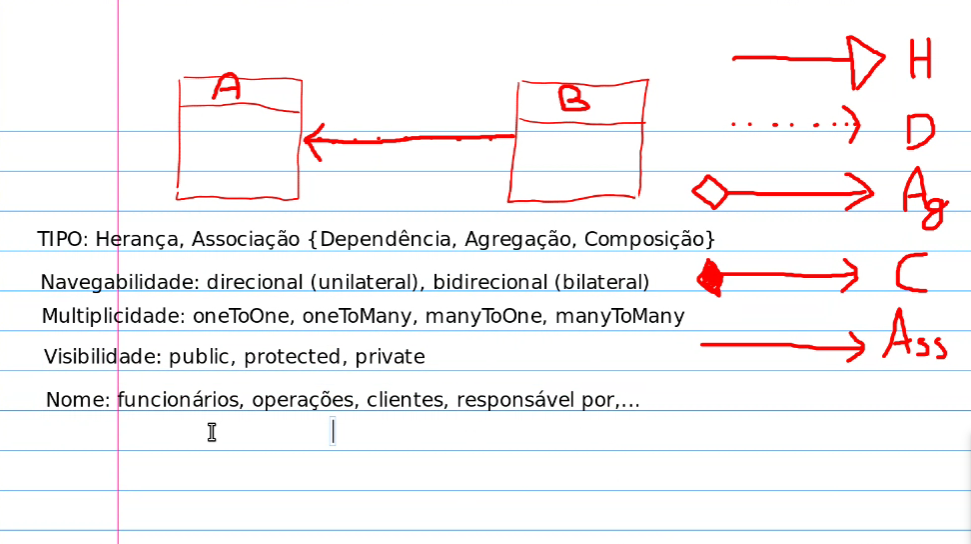 A
B
H
D
Ag
C
Ass
TIPO: Herança, Associação {Dependência, Agregação, Composição}
Navegabilidade: direcional (unilateral), bidirecional (bilateral)
Multiplicidade: oneToOne, oneToMany, manyToOne, manyToMany
Visibilidade: public, protected, private
Nome: funcionários, operações, clientes, responsável por,...